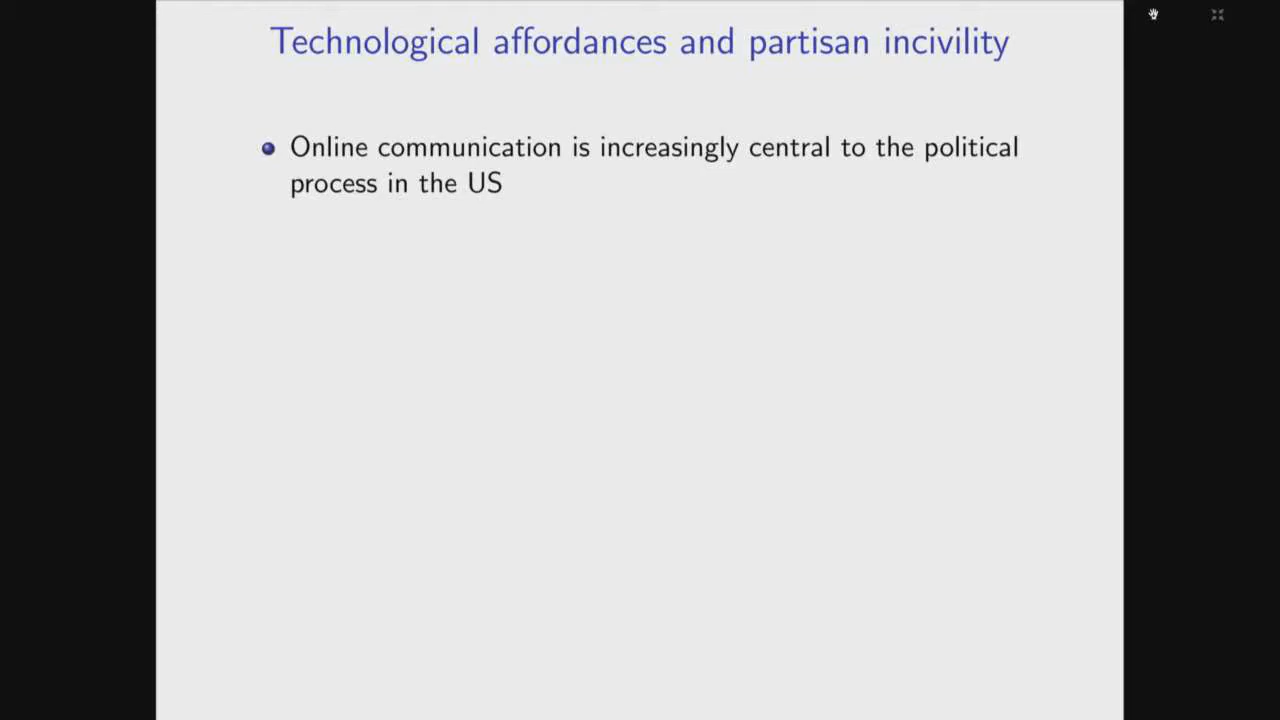 Technological affordances and partisan incivility
Online communication is increasingly central to the political
process in the US